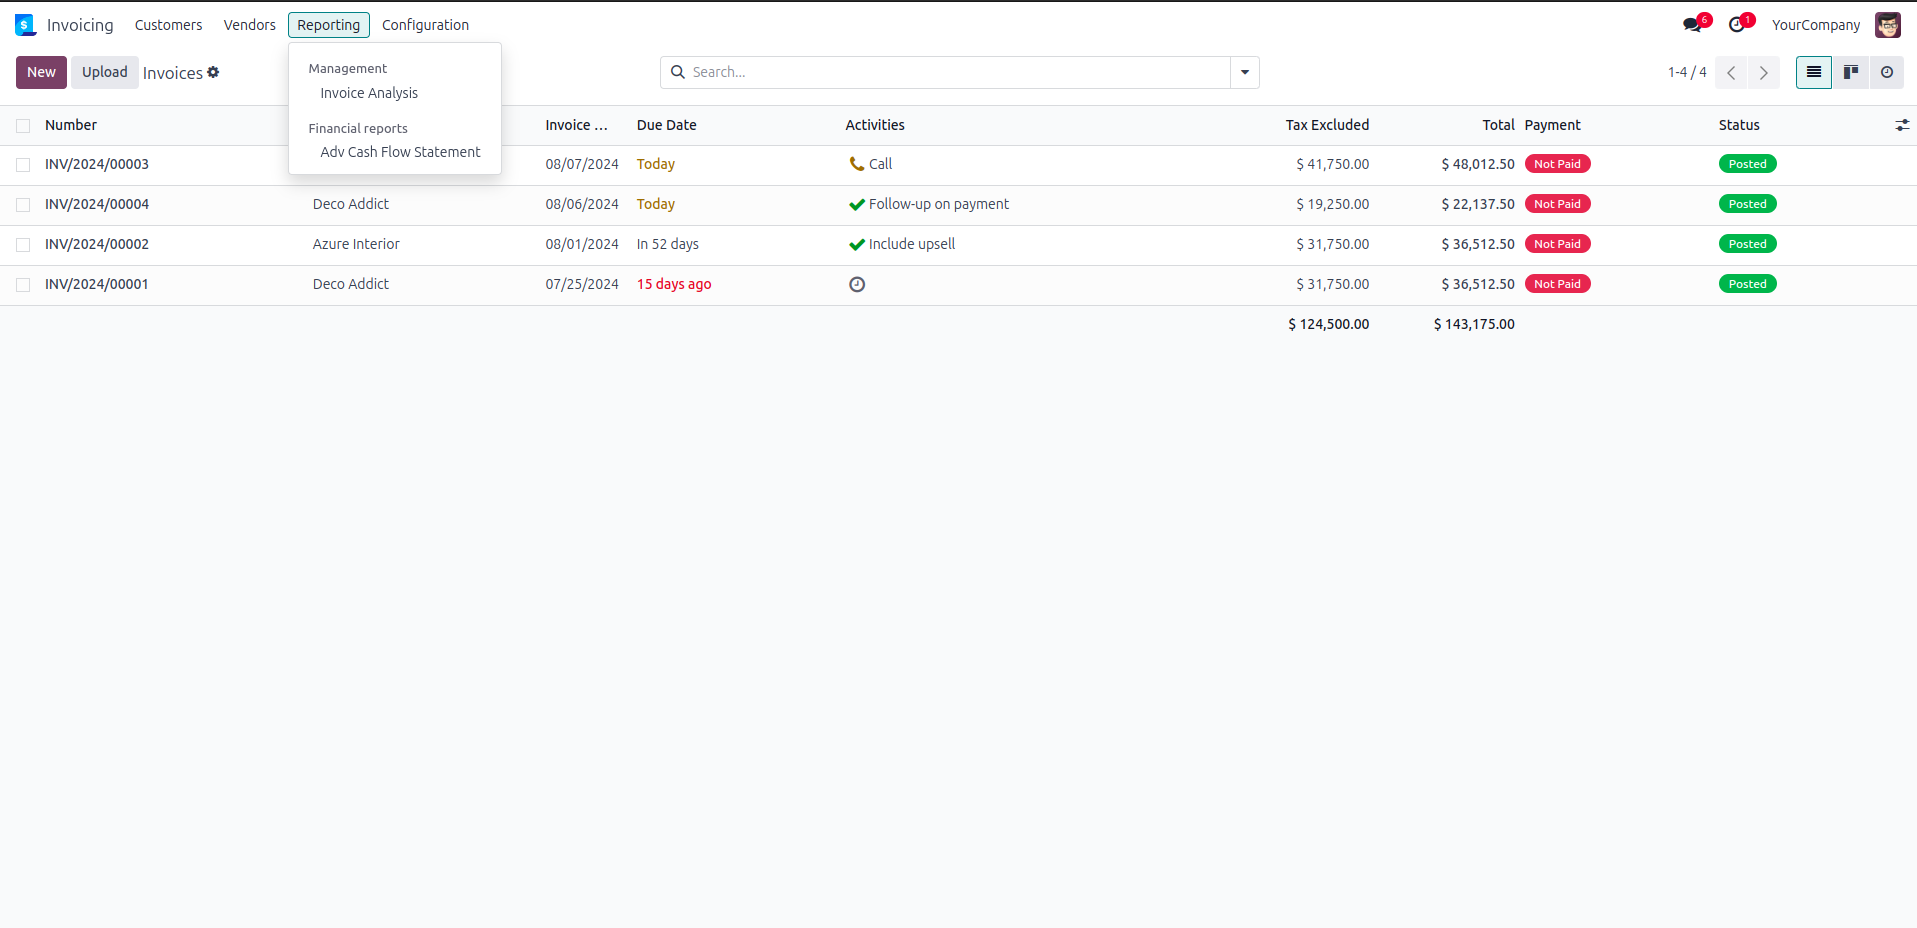 Invoicing Customers Vendors Reporting Configuration 6 1 YourCompany
New Upload Invoices Search... 1-4 / 4
Management
Invoice Analysis
Financial reports
Adv Cash Flow Statement
Number Invoice ... Due Date Activities Tax Excluded Total Payment Status
INV/2024/00003 08/07/2024 Today Call $ 41,750.00 $ 48,012.50 Not Paid Posted
INV/2024/00004 Deco Addict 08/06/2024 Today Follow-up on payment $ 19,250.00 $ 22,137.50 Not Paid Posted
INV/2024/00002 Azure Interior 08/01/2024 In 52 days Include upsell $ 31,750.00 $ 36,512.50 Not Paid Posted
INV/2024/00001 Deco Addict 07/25/2024 15 days ago $ 31,750.00 $ 36,512.50 Not Paid Posted
$ 124,500.00 $ 143,175.00